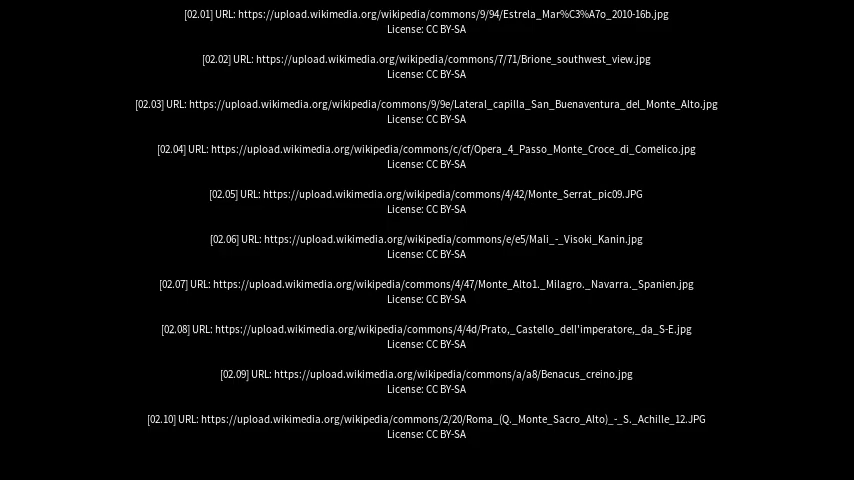 [02.01] URL: https://upload.wikimedia.org/wikipedia/commons/9/94/Estrela_Mar%C3%A7o_2010-16b.jpg
License: CC BY-SA
[02.02] URL: https://upload.wikimedia.org/wikipedia/commons/7/71/Brione_southwest_view.jpg
License: CC BY-SA
[02.03] URL: https://upload.wikimedia.org/wikipedia/commons/9/9e/Lateral_capilla_San_Buenaventura_del_Monte_Alto.jpg
License: CC BY-SA
[02.04] URL: https://upload.wikimedia.org/wikipedia/commons/c/cf/Opera_4_Passo_Monte_Croce_di_Comelico.jpg
License: CC BY-SA
[02.05] URL: https://upload.wikimedia.org/wikipedia/commons/4/42/Monte_Serrat_pic09.JPG
License: CC BY-SA
[02.06] URL: https://upload.wikimedia.org/wikipedia/commons/e/e5/Mali_-_Visoki_Kanin.jpg
License: CC BY-SA
[02.07] URL: https://upload.wikimedia.org/wikipedia/commons/4/47/Monte_Alto1._Milagro._Navarra._Spanien.jpg
License: CC BY-SA
[02.08] URL: https://upload.wikimedia.org/wikipedia/commons/4/4d/Prato,_Castello_dell'imperatore,_da_S-E.jpg
License: CC BY-SA
[02.09] URL: https://upload.wikimedia.org/wikipedia/commons/a/a8/Benacus_creino.jpg
License: CC BY-SA
[02.10] URL: https://upload.wikimedia.org/wikipedia/commons/2/20/Roma_(Q._Monte_Sacro_Alto)_-_S._Achille_12.JPG
License: CC BY-SA